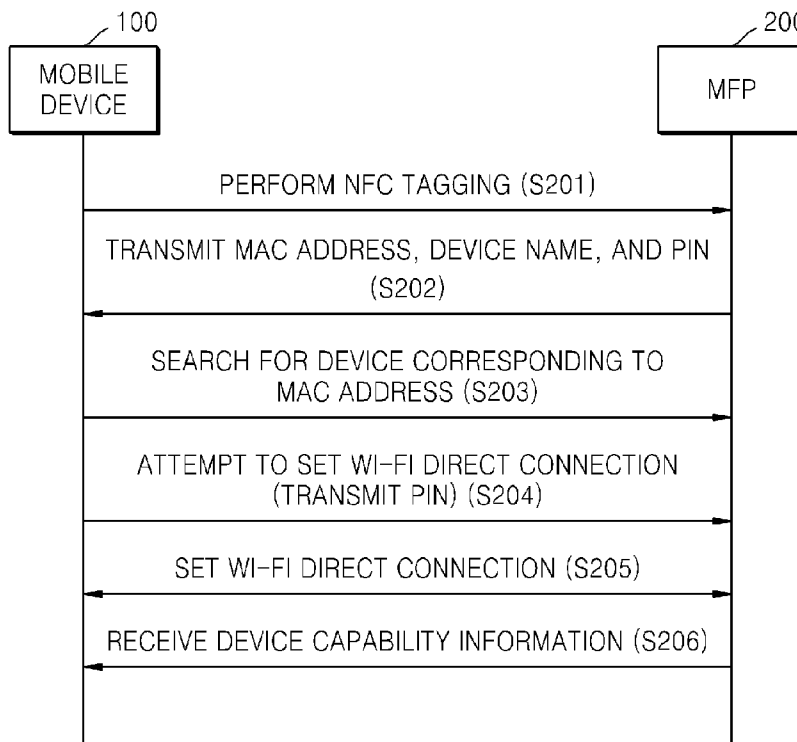 100
200
MOBILE
DEVICE
MFP
PERFORM NFC TAGGING (S201)
TRANSMIT MAC ADDRESS, DEVICE NAME, AND PIN
(S202)
SEARCH FOR DEVICE CORRESPONDING TO
MAC ADDRESS (S203)
ATTEMPT TO SET WI-FI DIRECT CONNECTION
(TRANSMIT PIN) (S204)
SET WI-FI DIRECT CONNECTION (S205)
RECEIVE DEVICE CAPABILITY INFORMATION (S206)